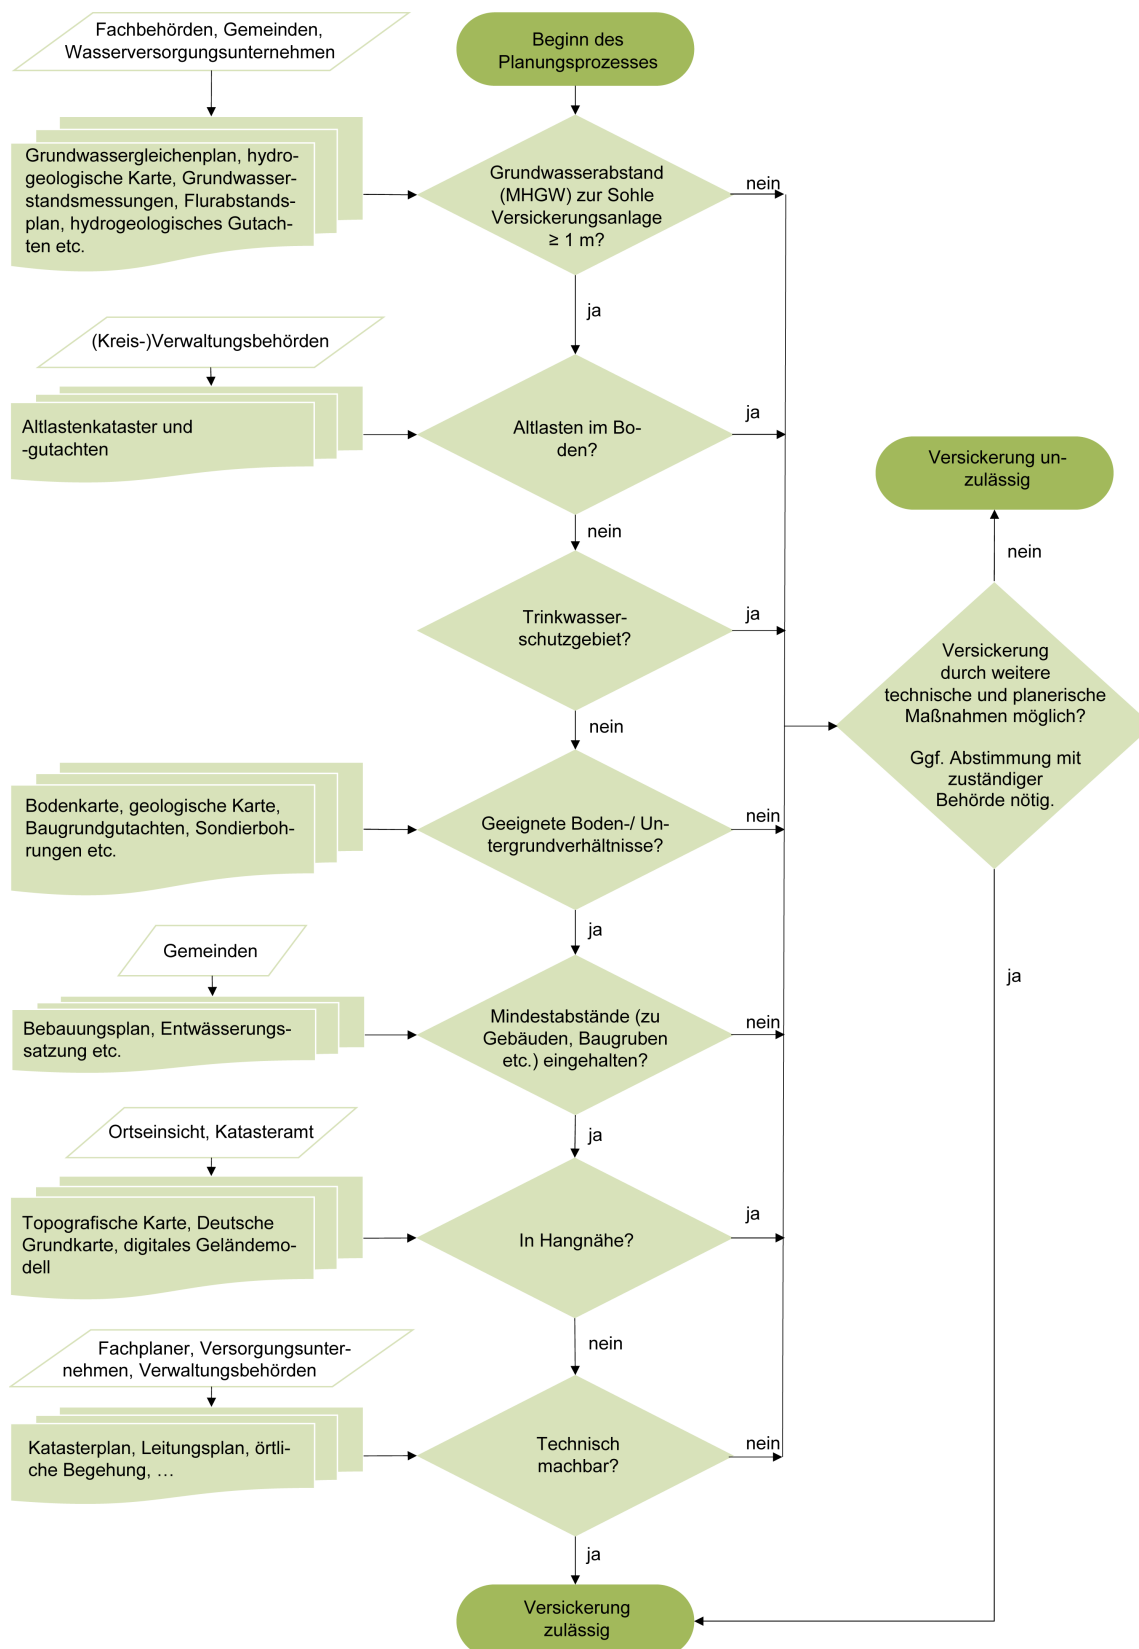 Fachbehörden, Gemeinden,
Wasserversorgungsunternehmen
Beginn des
Planungsprozesses
Grundwassergleichenplan, hydro-
geologische Karte, Grundwasser-
standsmessungen, Flurabstands-
plan, hydrogeologisches Gutach-
ten etc.
Grundwasserabstand
(MHGW) zur Sohle
Versickerungsanlage
≥ 1 m?
nein
ja
(Kreis-)Verwaltungsbehörden
Altlastenkataster und
-gutachten
Altlasten im Bo-
den?
ja
nein
Versickerung un-
zulässig
nein
Trinkwasser-
schutzgebiet?
ja
nein
Versickerung
durch weitere
technische und planerische
Maßnahmen möglich?
Ggf. Abstimmung mit
zuständiger
Behörde nötig.
ja
Bodenkarte, geologische Karte,
Baugrundgutachten, Sondierboh-
rungen etc.
Geeignete Boden-/ Un-
tergrundverhältnisse?
nein
ja
Gemeinden
Bebauungsplan, Entwässerungs-
satzung etc.
Mindestabstände (zu
Gebäuden, Baugruben
etc.) eingehalten?
nein
ja
Ortseinsicht, Katasteramt
Topografische Karte, Deutsche
Grundkarte, digitales Geländemo-
dell
In Hangnähe?
ja
nein
Fachplaner, Versorgungsunter-
nehmen, Verwaltungsbehörden
Katasterplan, Leitungsplan, örtli-
che Begehung, …
Technisch
machbar?
nein
ja
Versickerung
zulässig